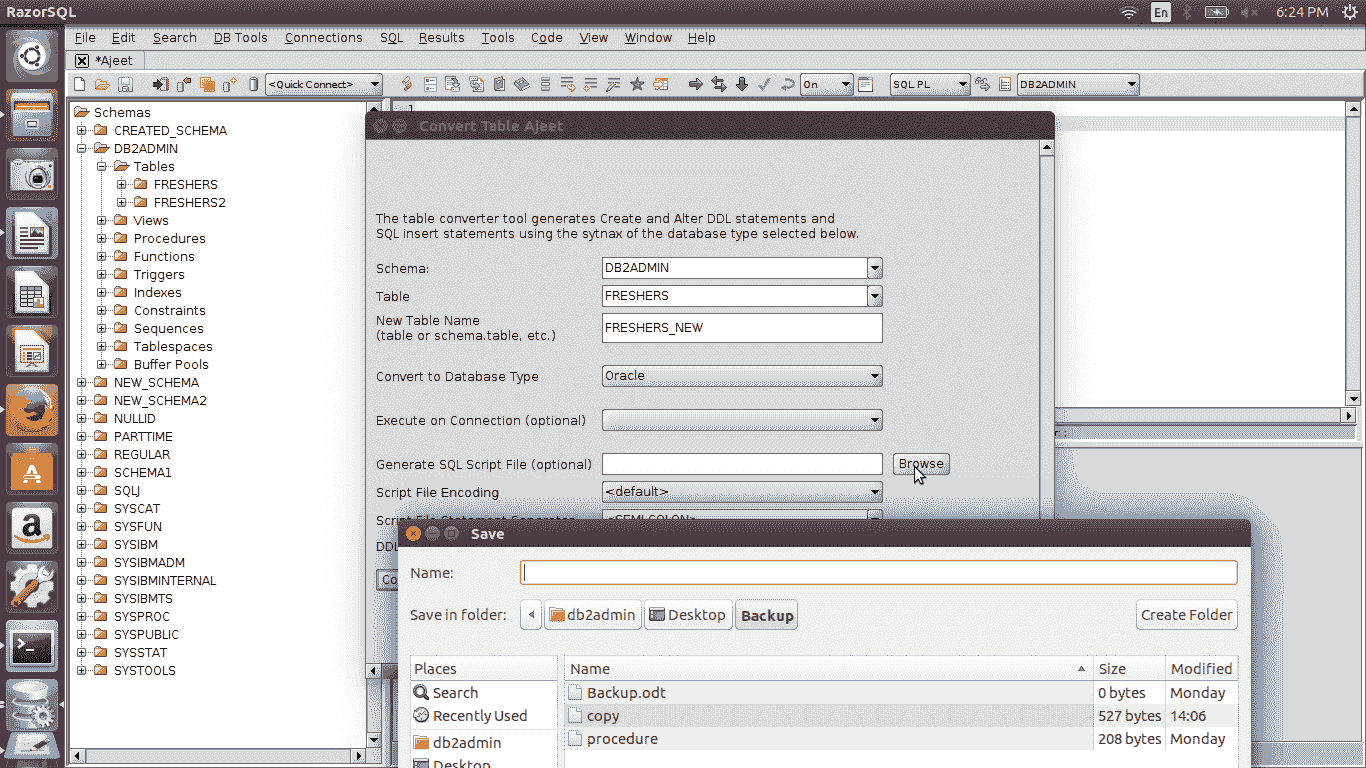 RazorSQL
En
6:24 PM
File Edit Search DB Tools Connections SQL Results Tools Code View Window Help
*Ajeet
<Quick Connect>
On
SQL PL
DB2ADMIN
Schemas
CREATED_SCHEMA
DB2ADMIN
Tables
FRESHERS
FRESHERS2
Views
Procedures
Functions
Triggers
Indexes
Constraints
Sequences
Tablespaces
Buffer Pools
NEW_SCHEMA
NEW_SCHEMA2
NULLID
PARTTIME
REGULAR
SCHEMA1
SQLJ
SYSCAT
SYSFUN
SYSIBM
SYSIBMADM
SYSIBMINTERNAL
SYSIBMTS
SYSPROC
SYSPUBLIC
SYSSTAT
SYSTOOLS
Convert Table Ajeet
The table converter tool generates Create and Alter DDL statements and
SQL insert statements using the sytnax of the database type selected below.
Schema: DB2ADMIN
Table FRESHERS
New Table Name
(table or schema.table, etc.) FRESHERS_NEW
Convert to Database Type Oracle
Execute on Connection (optional)
Generate SQL Script File (optional) Browse
Script File Encoding <default>
Script File Statement
DDL
Co
Save
Name:
Save in folder: db2admin Desktop Backup Create Folder
Places
Search
Recently Used
db2admin
Desktop
Name Size Modified
Backup.odt 0 bytes Monday
copy 527 bytes 14:06
procedure 208 bytes Monday